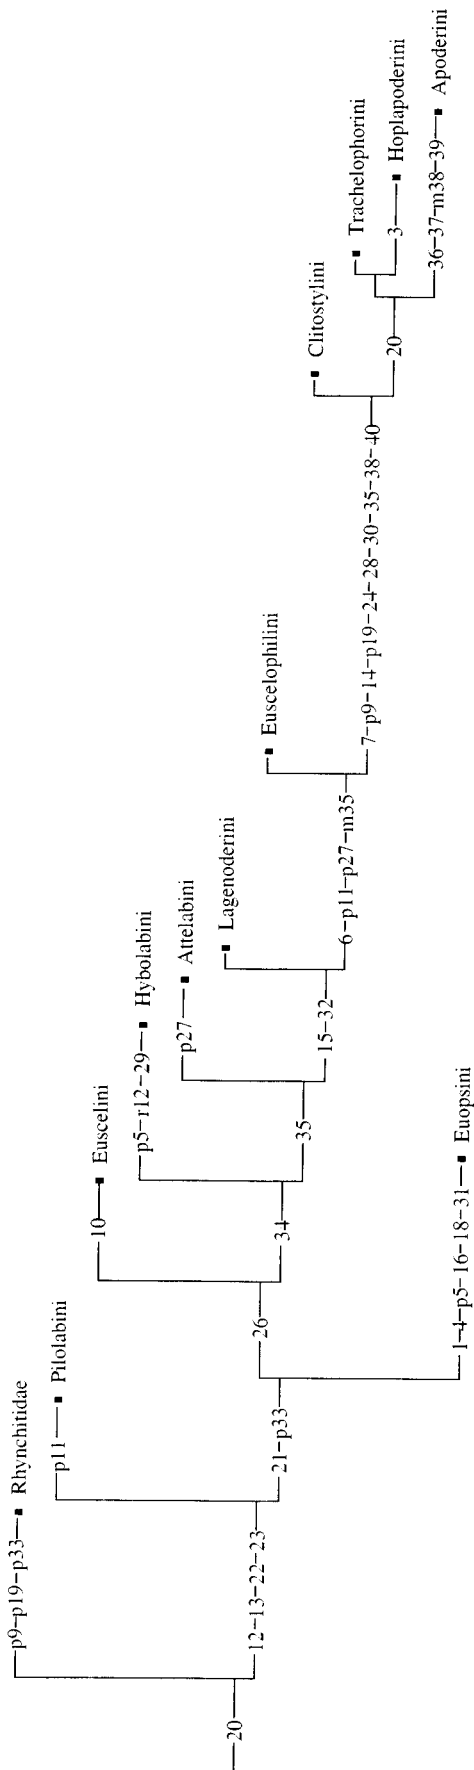 p9-p19-p33 Rhynchitidae
p11 Pilolabini
10 Euscelini
p5-r12-29 Hybolabini
p27 Attelabini
Lagenoderini
Euscelophilini
Clitostylini
Trachelophorini
3 Hoplapoderini
36-37-m38-39 Apoderini
20
12-13-22-23
21-p33
26
34
35
15-32
6-p11-p27-m35
7-p9-14-p19-24-28-30-35-38-40
20
1-4-p5-16-18-31 Euopsini